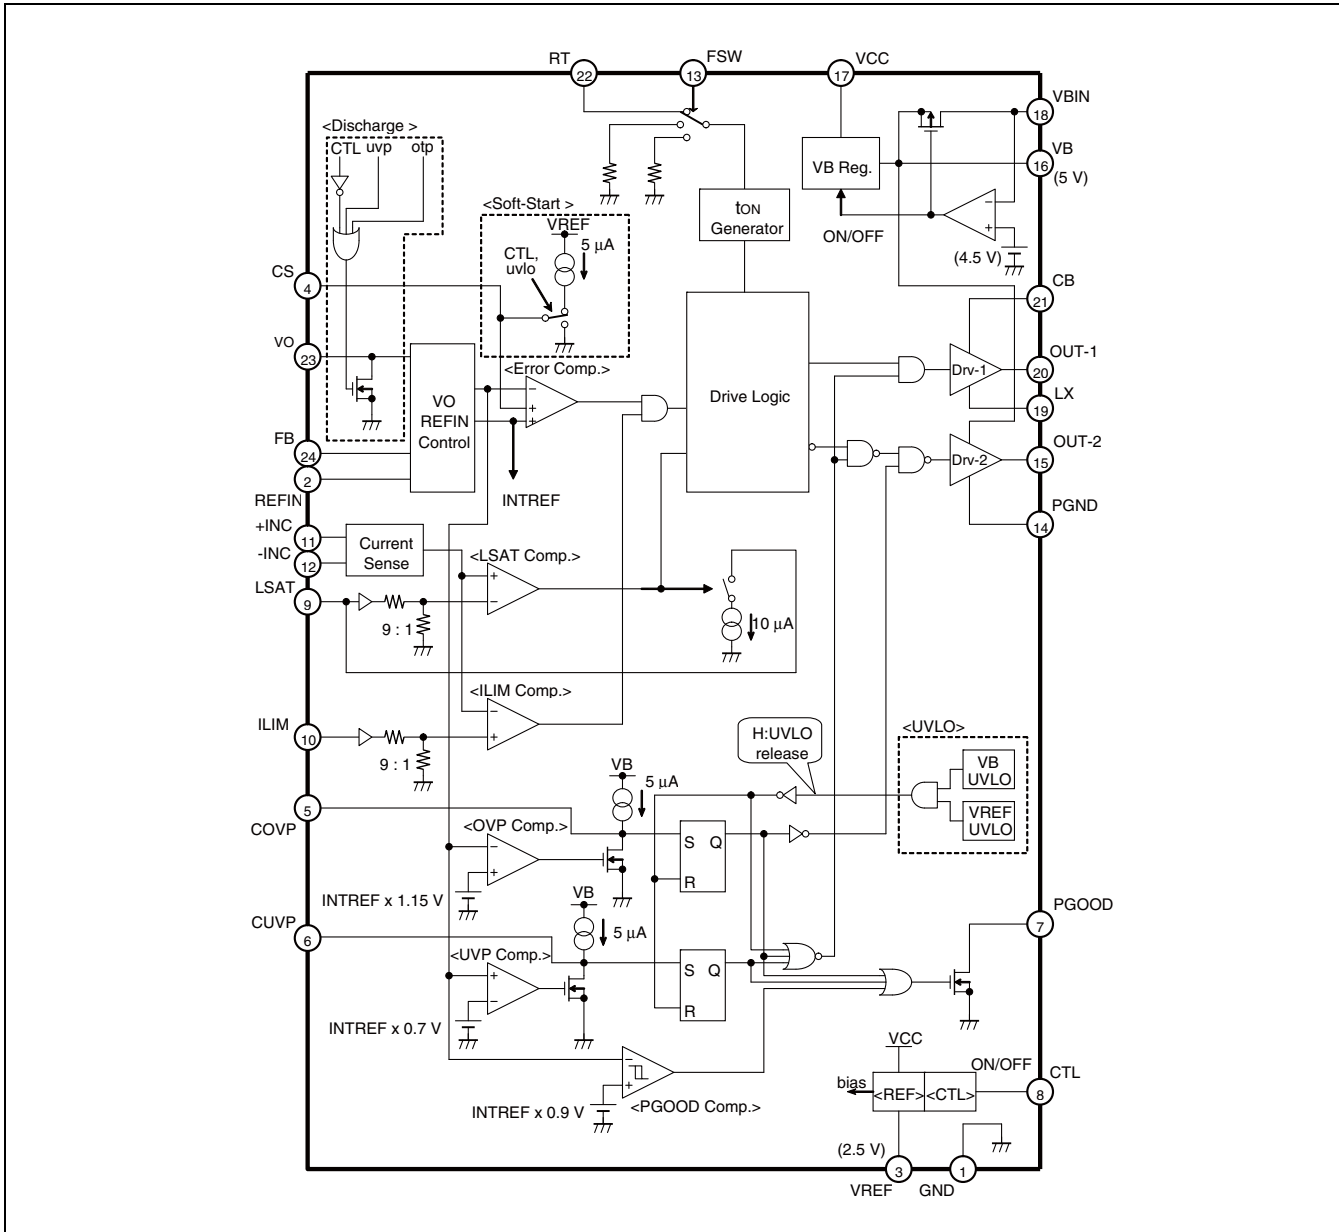 RT
22
FSW
13
VCC
17
VBIN
18
<Discharge >
CTL
uvp
otp
VB
16
(5 V)
VB Reg.
<Soft-Start >
VREF
5 µA
tON
Generator
ON/OFF
(4.5 V)
CTL,
uvlo
CS
4
CB
21
VO
23
<Error Comp.>
OUT-1
20
Drv-1
VO
REFIN
Control
Drive Logic
LX
19
FB
24
OUT-2
15
Drv-2
2
REFIN
INTREF
PGND
14
+INC
11
-INC
12
Current
Sense
<LSAT Comp.>
LSAT
9
9 : 1
+
−
10 µA
<ILIM Comp.>
ILIM
10
9 : 1
−
+
H:UVLO
release
<UVLO>
VB
UVLO
VREF
UVLO
VB
5 µA
5
COVP
<OVP Comp.>
S Q
R
INTREF x 1.15 V
VB
5 µA
CUVP
6
<UVP Comp.>
S Q
R
INTREF x 0.7 V
PGOOD
7
INTREF x 0.9 V
<PGOOD Comp.>
VCC
ON/OFF
CTL
8
bias
<REF>
<CTL>
(2.5 V)
3
1
VREF
GND